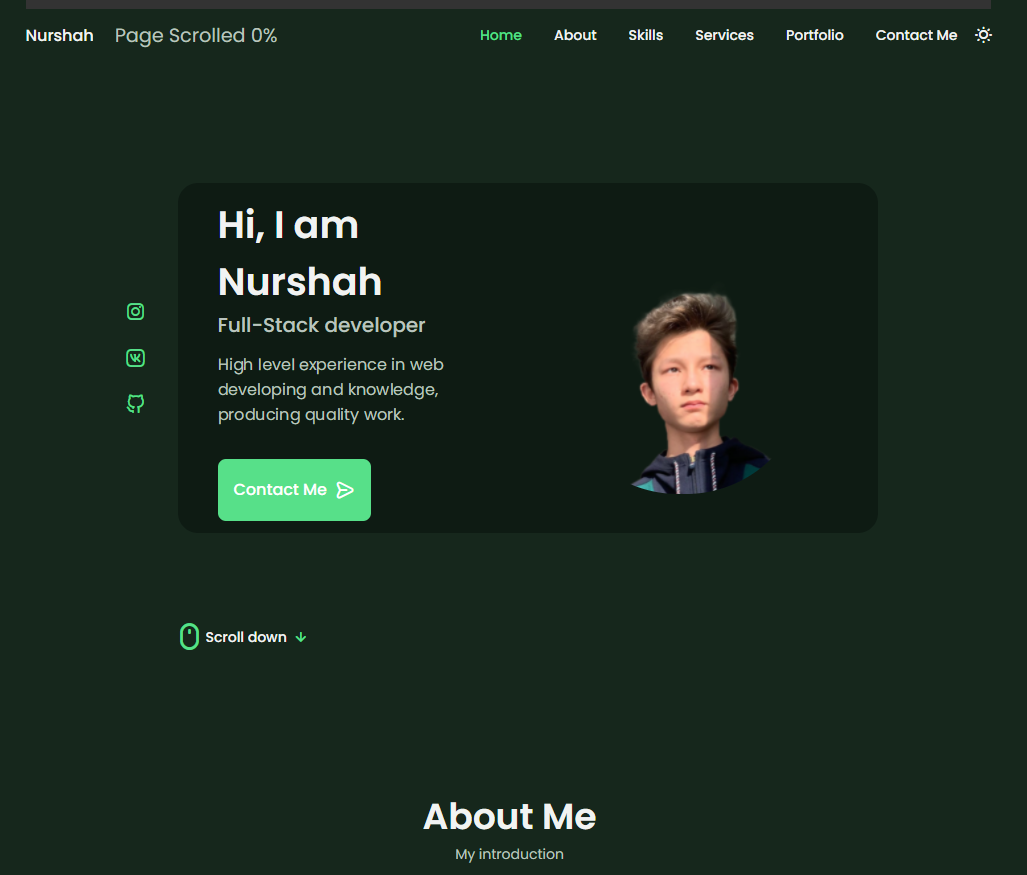 Nurshah Page Scrolled 0% Home About Skills Services Portfolio Contact Me
Hi, I am
Nurshah
Full-Stack developer
High level experience in web
developing and knowledge,
producing quality work.
Contact Me
Scroll down
About Me
My introduction